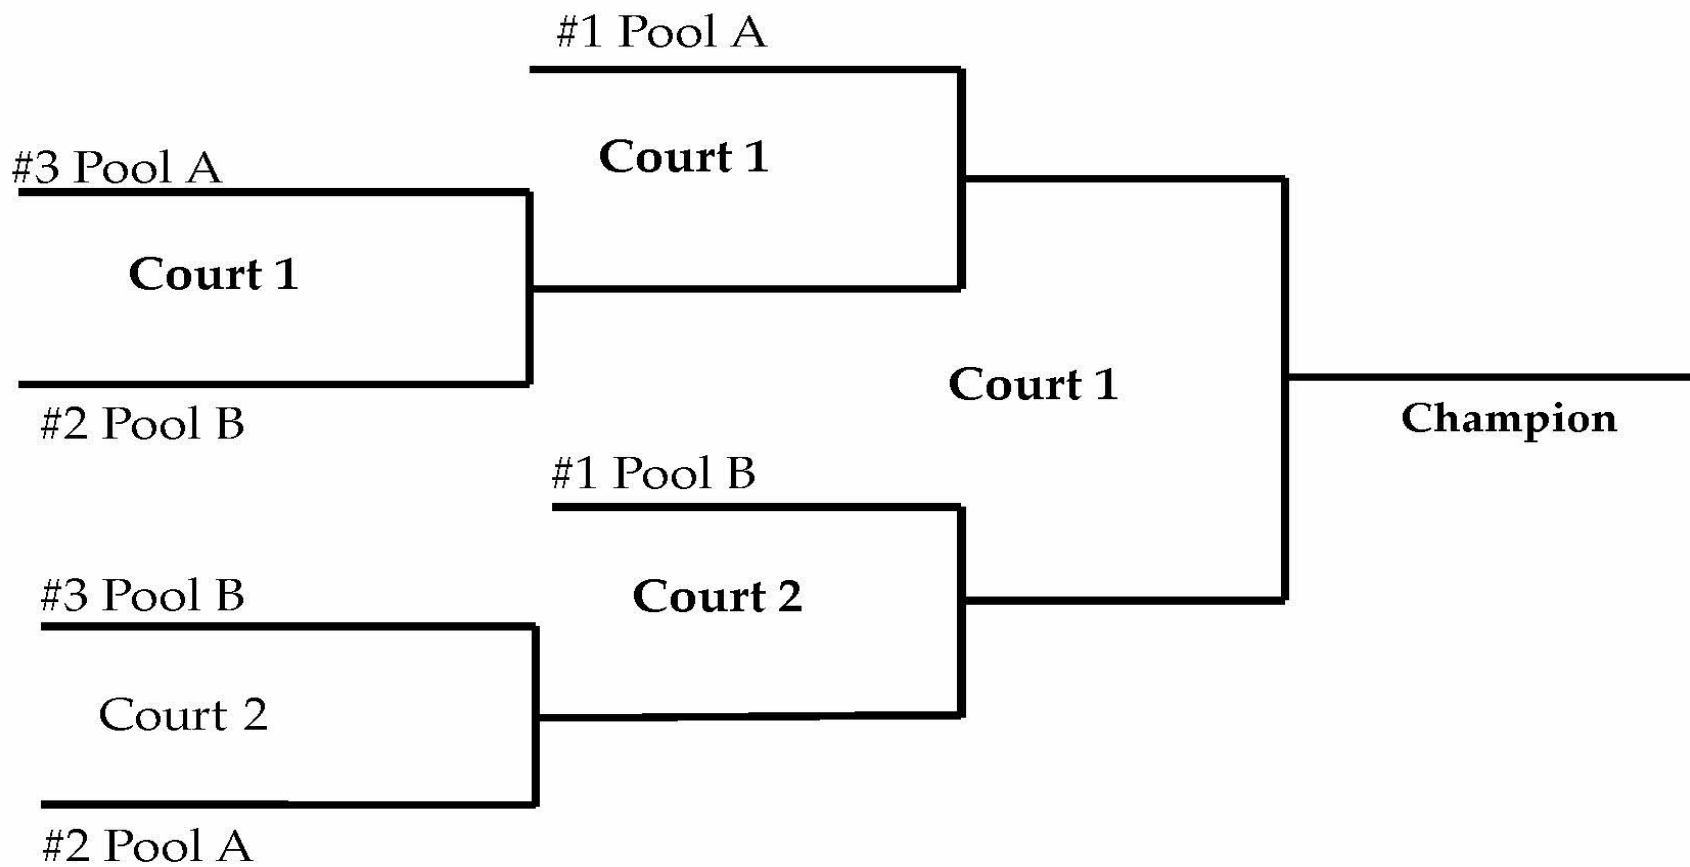 #1 Pool A
Court 1
#3 Pool A
Court 1
#2 Pool B
Court 1
Champion
#1 Pool B
Court 2
#3 Pool B
Court 2
#2 Pool A